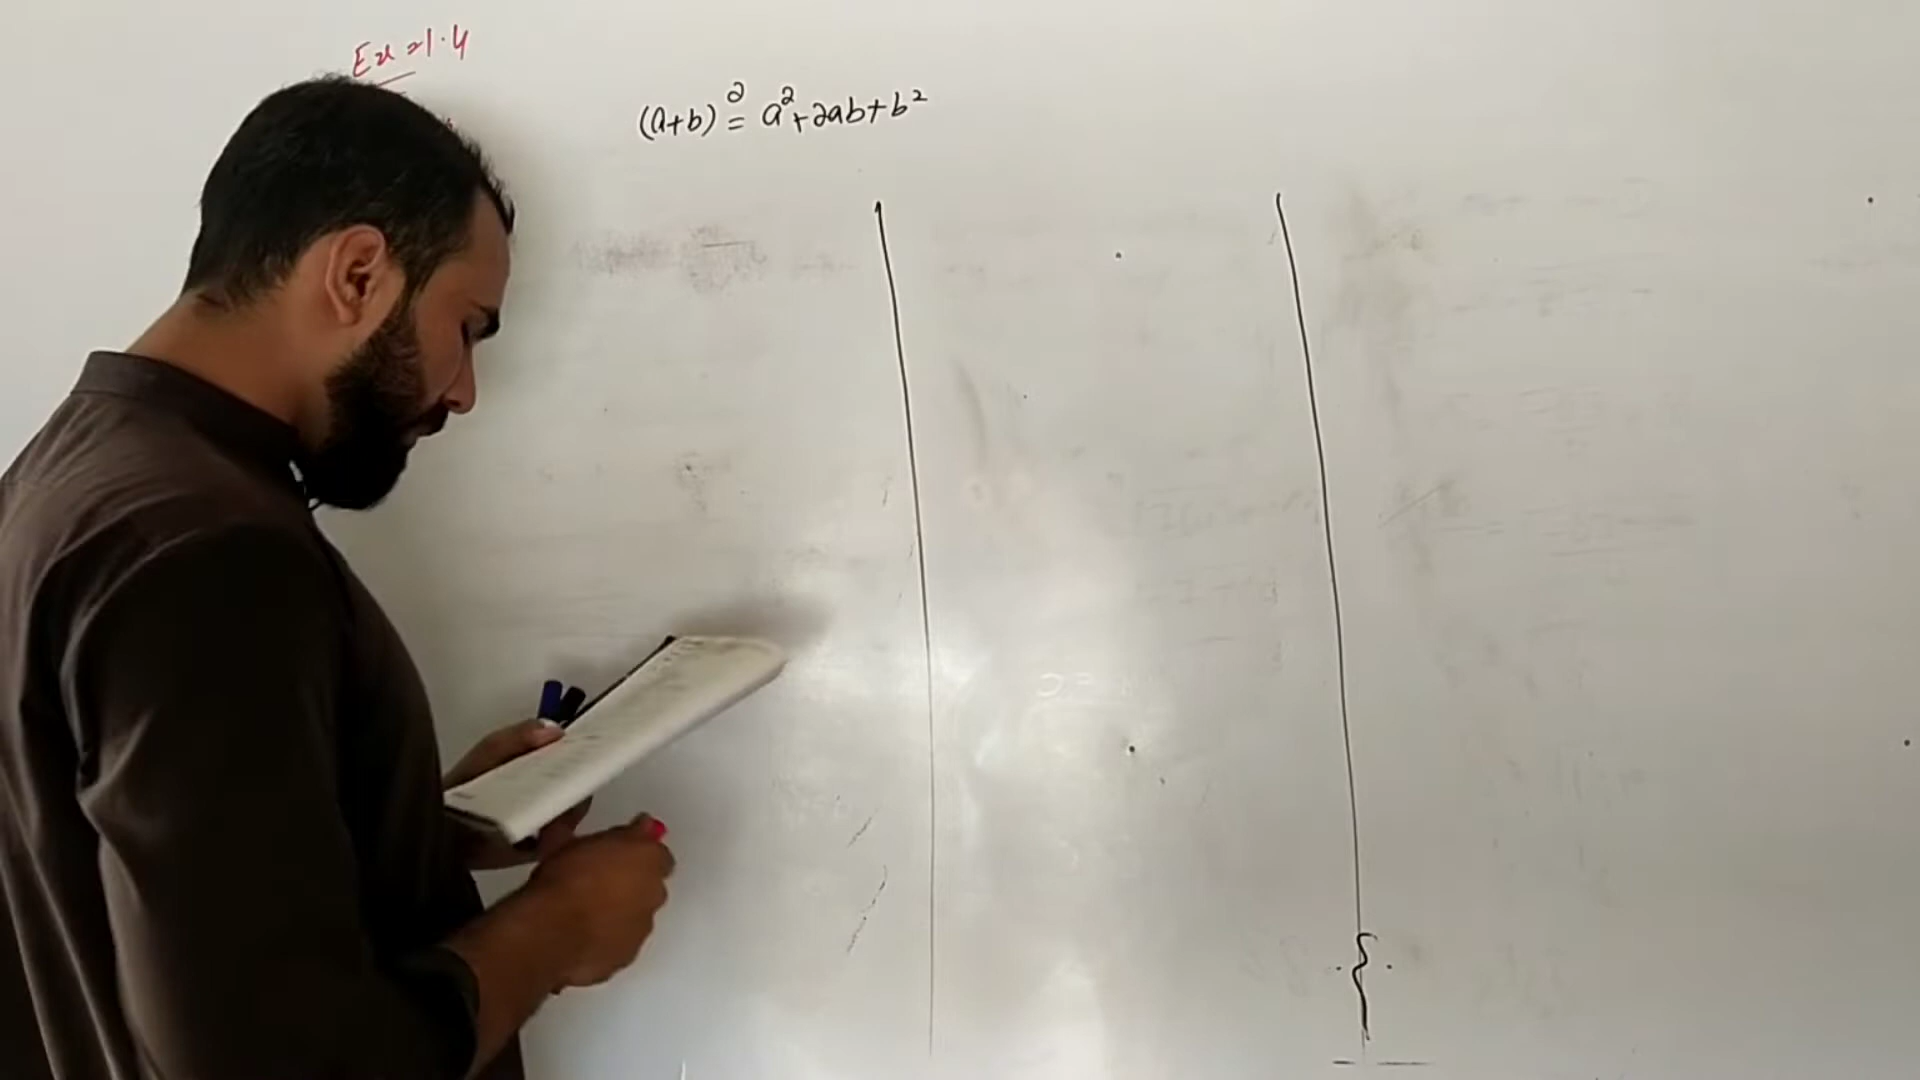 Ex = 1.4
(a+b)² = a²+2ab+b²